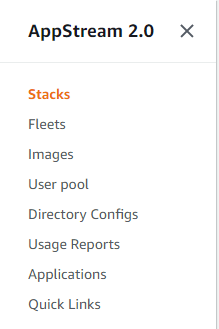 AppStream 2.0
Stacks
Fleets
Images
User pool
Directory Configs
Usage Reports
Applications
Quick Links